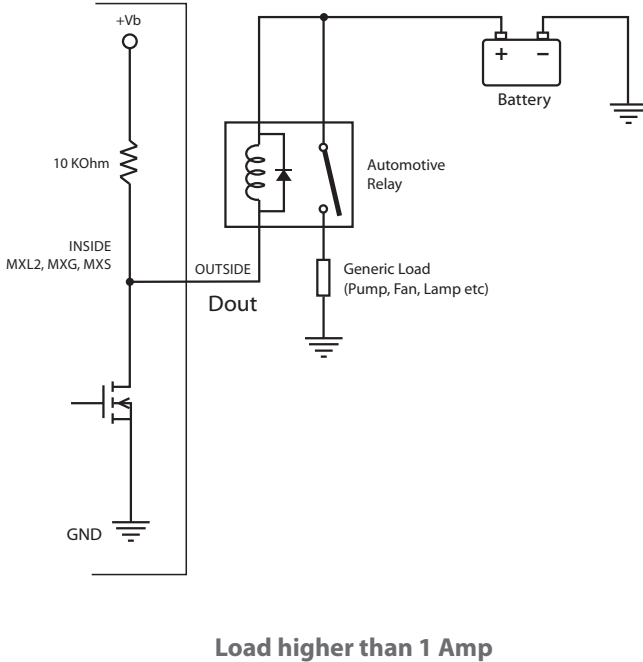 +Vb
10 KOhm
INSIDE
MXL2, MXG, MXS
GND
OUTSIDE
Dout
Automotive
Relay
Generic Load
(Pump, Fan, Lamp etc)
+ −
Battery
Load higher than 1 Amp